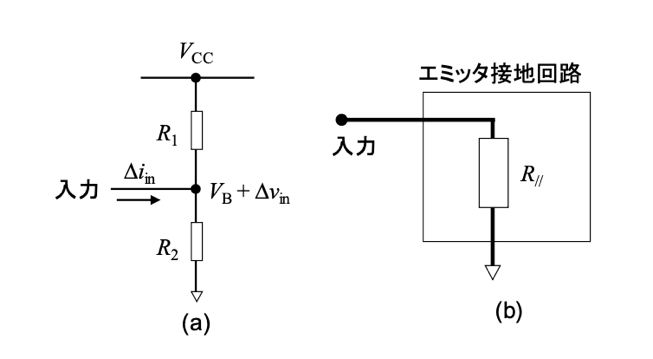 V_CC
R_1
Δi_in
入力
V_B + Δv_in
R_2
(a)
エミッタ接地回路
入力
R_//
(b)